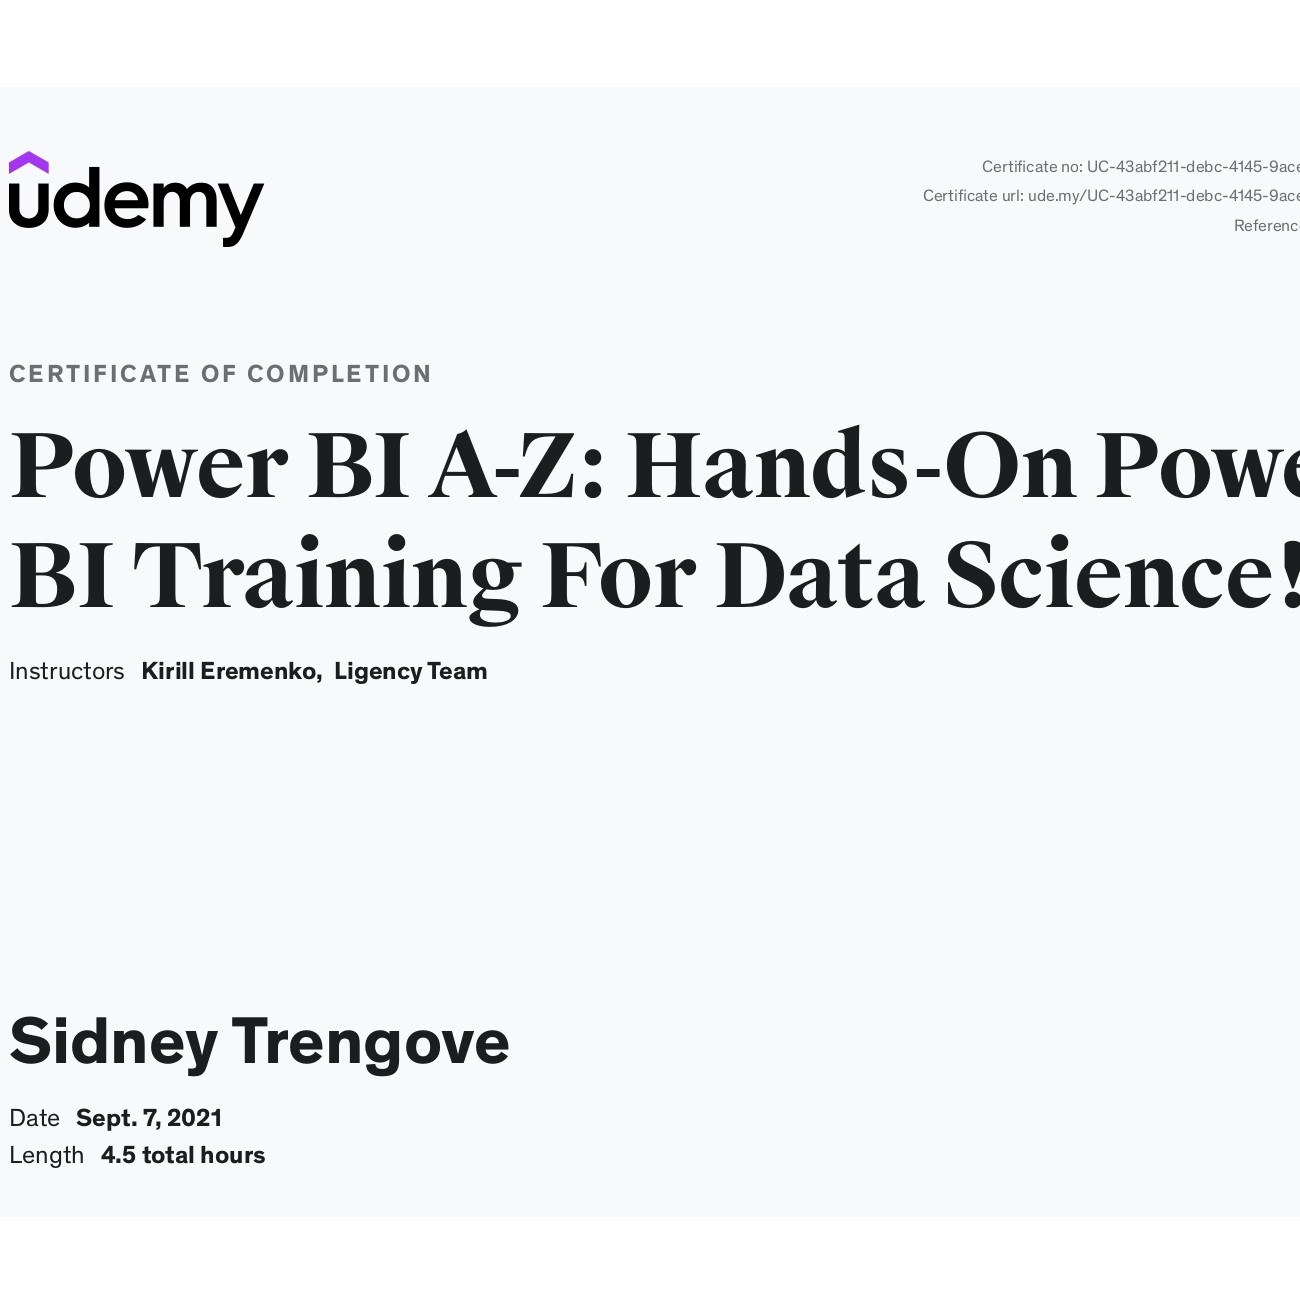 udemy
Certificate no: UC-43abf211-debc-4145-9ace
Certificate url: ude.my/UC-43abf211-debc-4145-9ace
Referenc
CERTIFICATE OF COMPLETION
Power BI A-Z: Hands-On Powe
BI Training For Data Science!
Instructors Kirill Eremenko, Ligency Team
Sidney Trengove
Date Sept. 7, 2021
Length 4.5 total hours